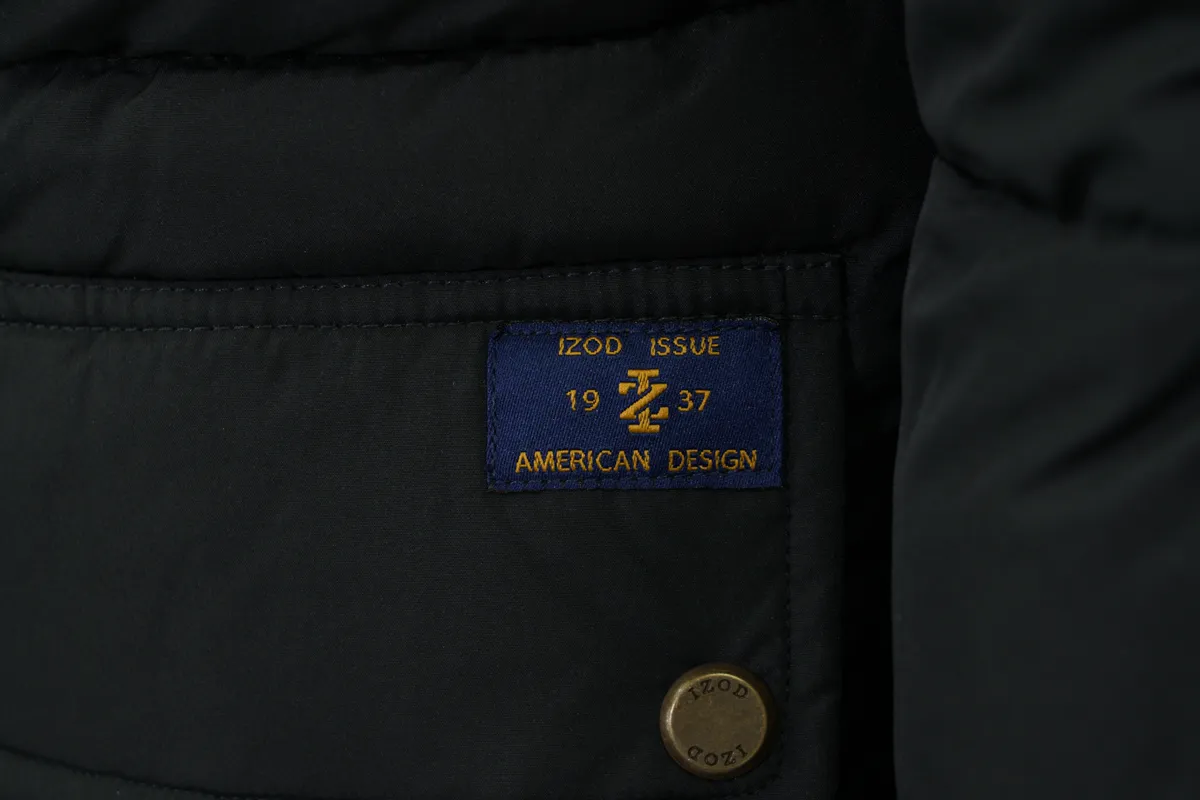 IZOD ISSUE
19 37
AMERICAN DESIGN
IZOD
IZOD